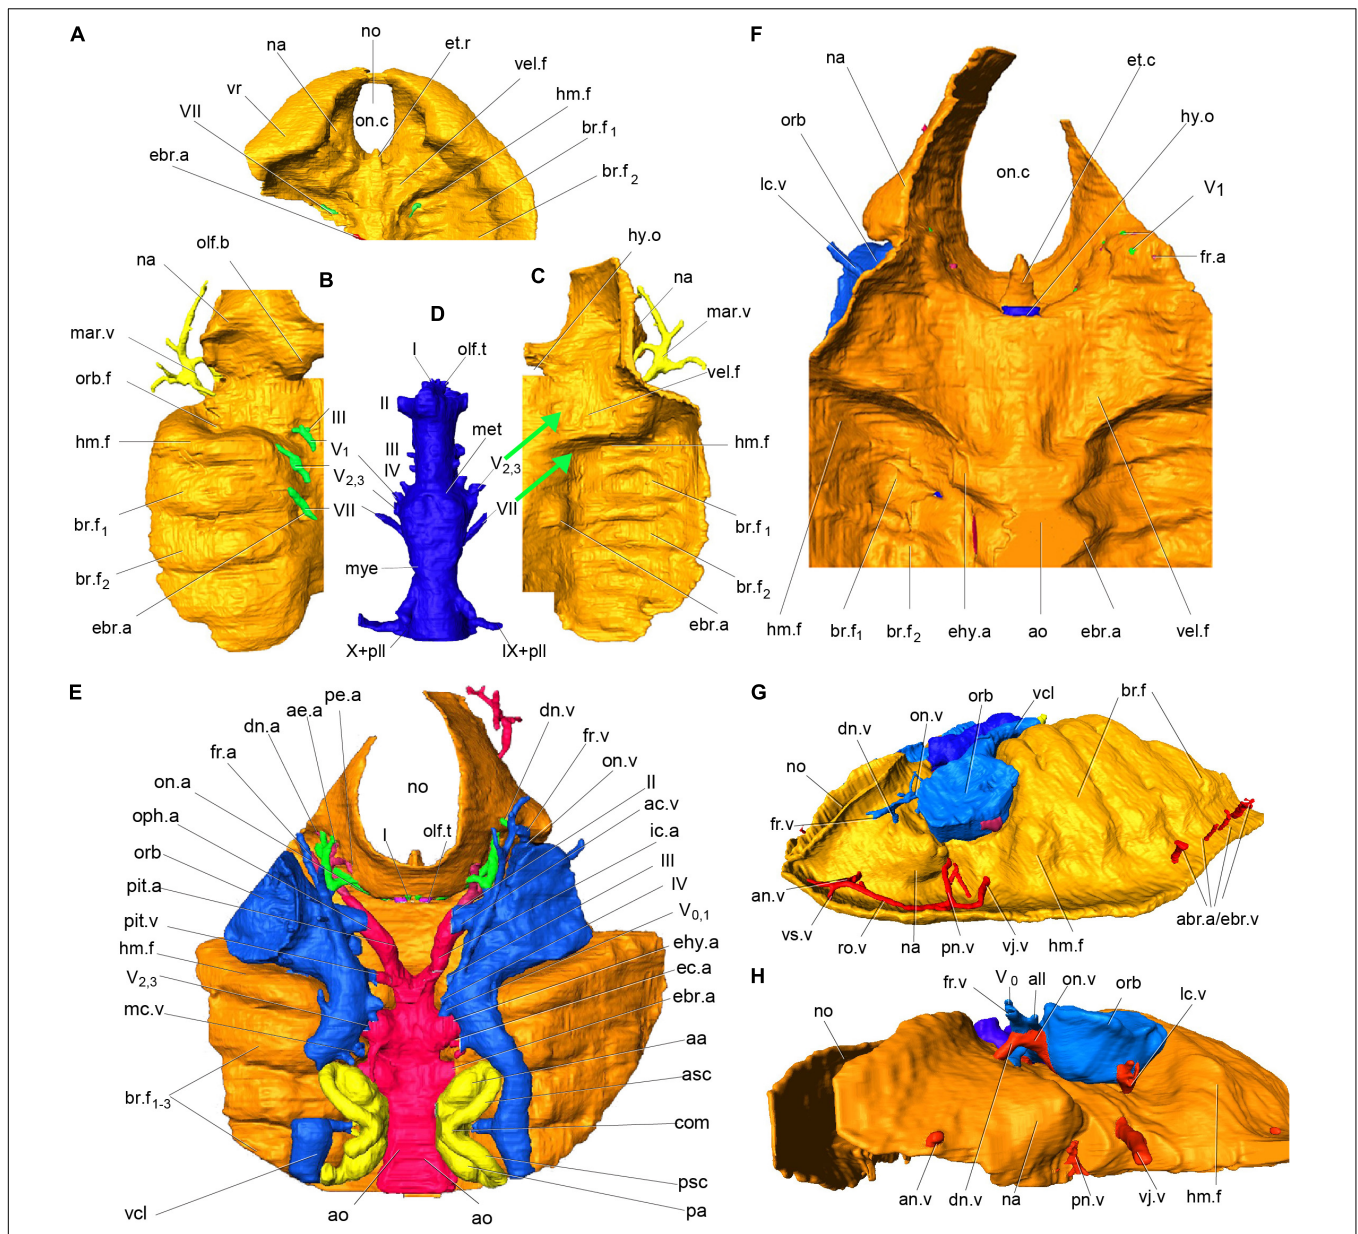 A
no
na
et.r
vr
vel.f
VII
hm.f
on.c
br.f1
ebr.a
br.f2
B
olf.b
na
mar.v
orb.f
hm.f
III
V1
V2,3
br.f1
VII
br.f2
ebr.a
C
hy.o
na
mar.v
vel.f
hm.f
V2,3
VII
br.f1
br.f2
ebr.a
D
I
olf.t
II
met
III
IV
mye
X+pll
IX+pll
E
pe.a
ae.a
dn.a
fr.a
on.a
oph.a
orb
pit.a
pit.v
hm.f
V2,3
mc.v
br.f1-3
vcl
ao
ao
no
I
olf.t
dn.v
fr.v
on.v
II
ac.v
ic.a
III
IV
V0,1
ehy.a
ec.a
ebr.a
aa
asc
com
psc
pa
F
na
et.c
orb
hy.o
lc.v
on.c
V1
fr.a
hm.f
br.f1
br.f2
ehy.a
ao
ebr.a
vel.f
G
orb
vcl
br.f
on.v
dn.v
no
fr.v
an.v
vs.v
ro.v
na
pn.v
vj.v
hm.f
abr.a/ebr.v
H
fr.v
V0
all
on.v
orb
lc.v
no
an.v
dn.v
na
pn.v
vj.v
hm.f